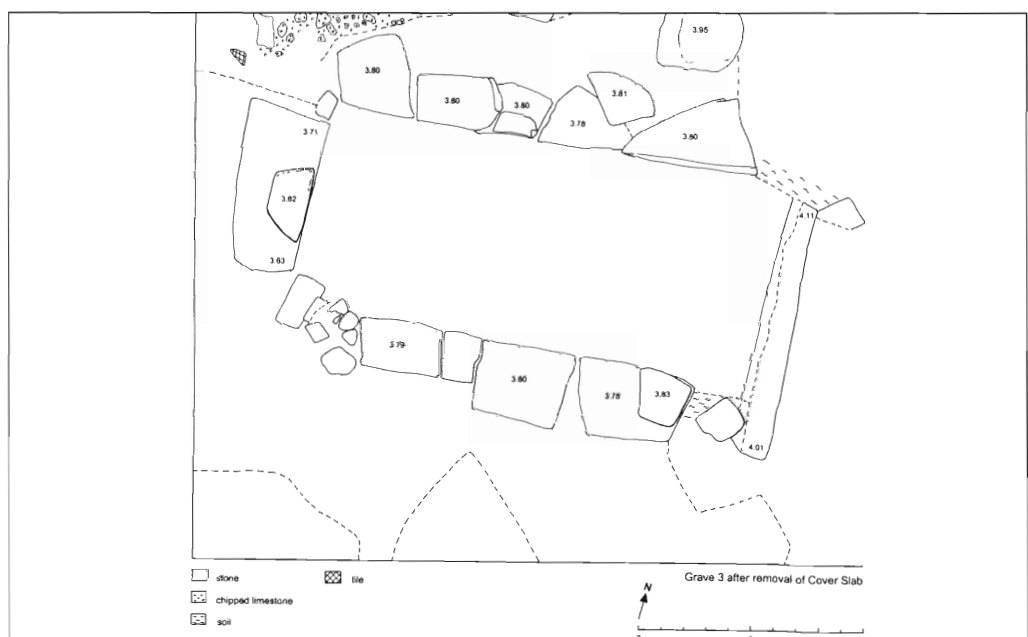 3.95
3.80
3.80
3.80
3.81
3.78
3.80
3.71
3.82
3.63
4.11
3.79
3.80
3.78
3.83
4.01
stone
tile
Grave 3 after removal of Cover Slab
chipped limestone
N
soil